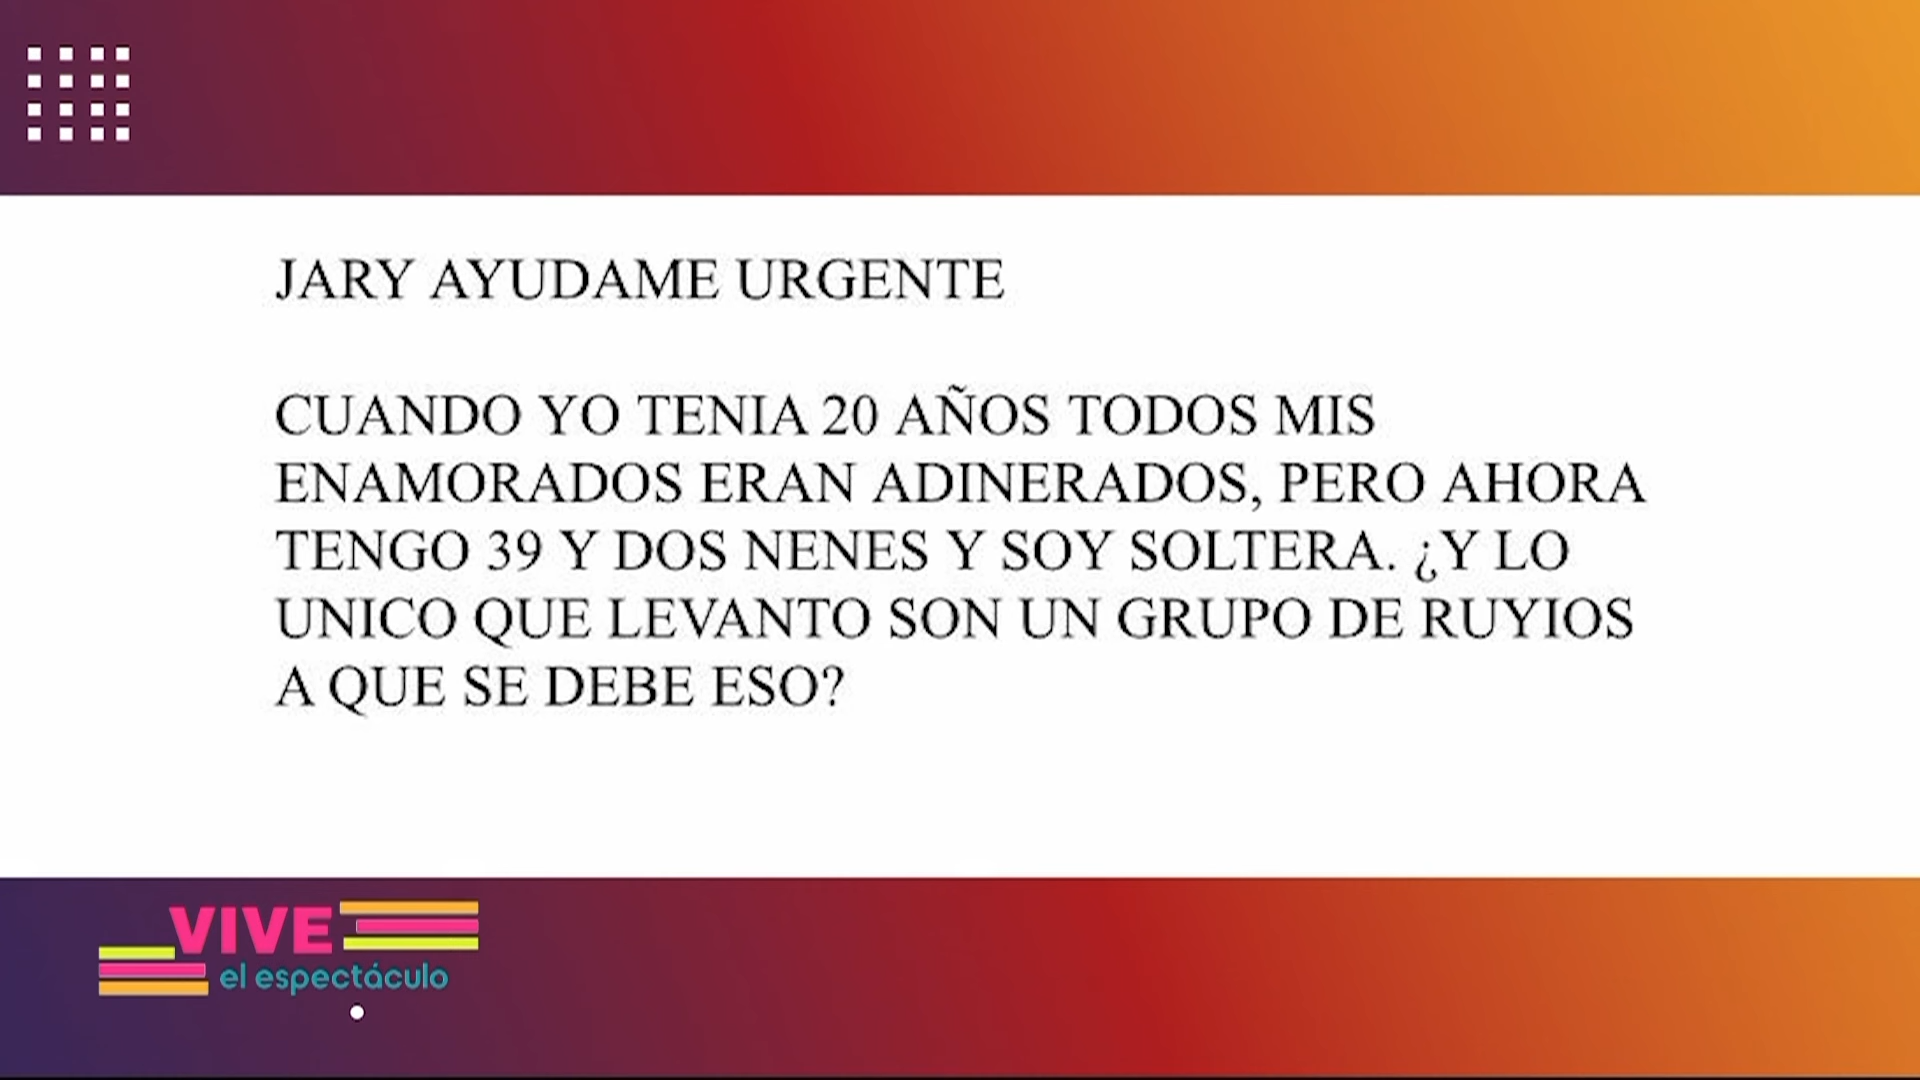 JARY AYUDAME URGENTE
CUANDO YO TENIA 20 AÑOS TODOS MIS
ENAMORADOS ERAN ADINERADOS, PERO AHORA
TENGO 39 Y DOS NENES Y SOY SOLTERA. ¿Y LO
UNICO QUE LEVANTO SON UN GRUPO DE RUYIOS
A QUE SE DEBE ESO?
VIVE
el espectáculo